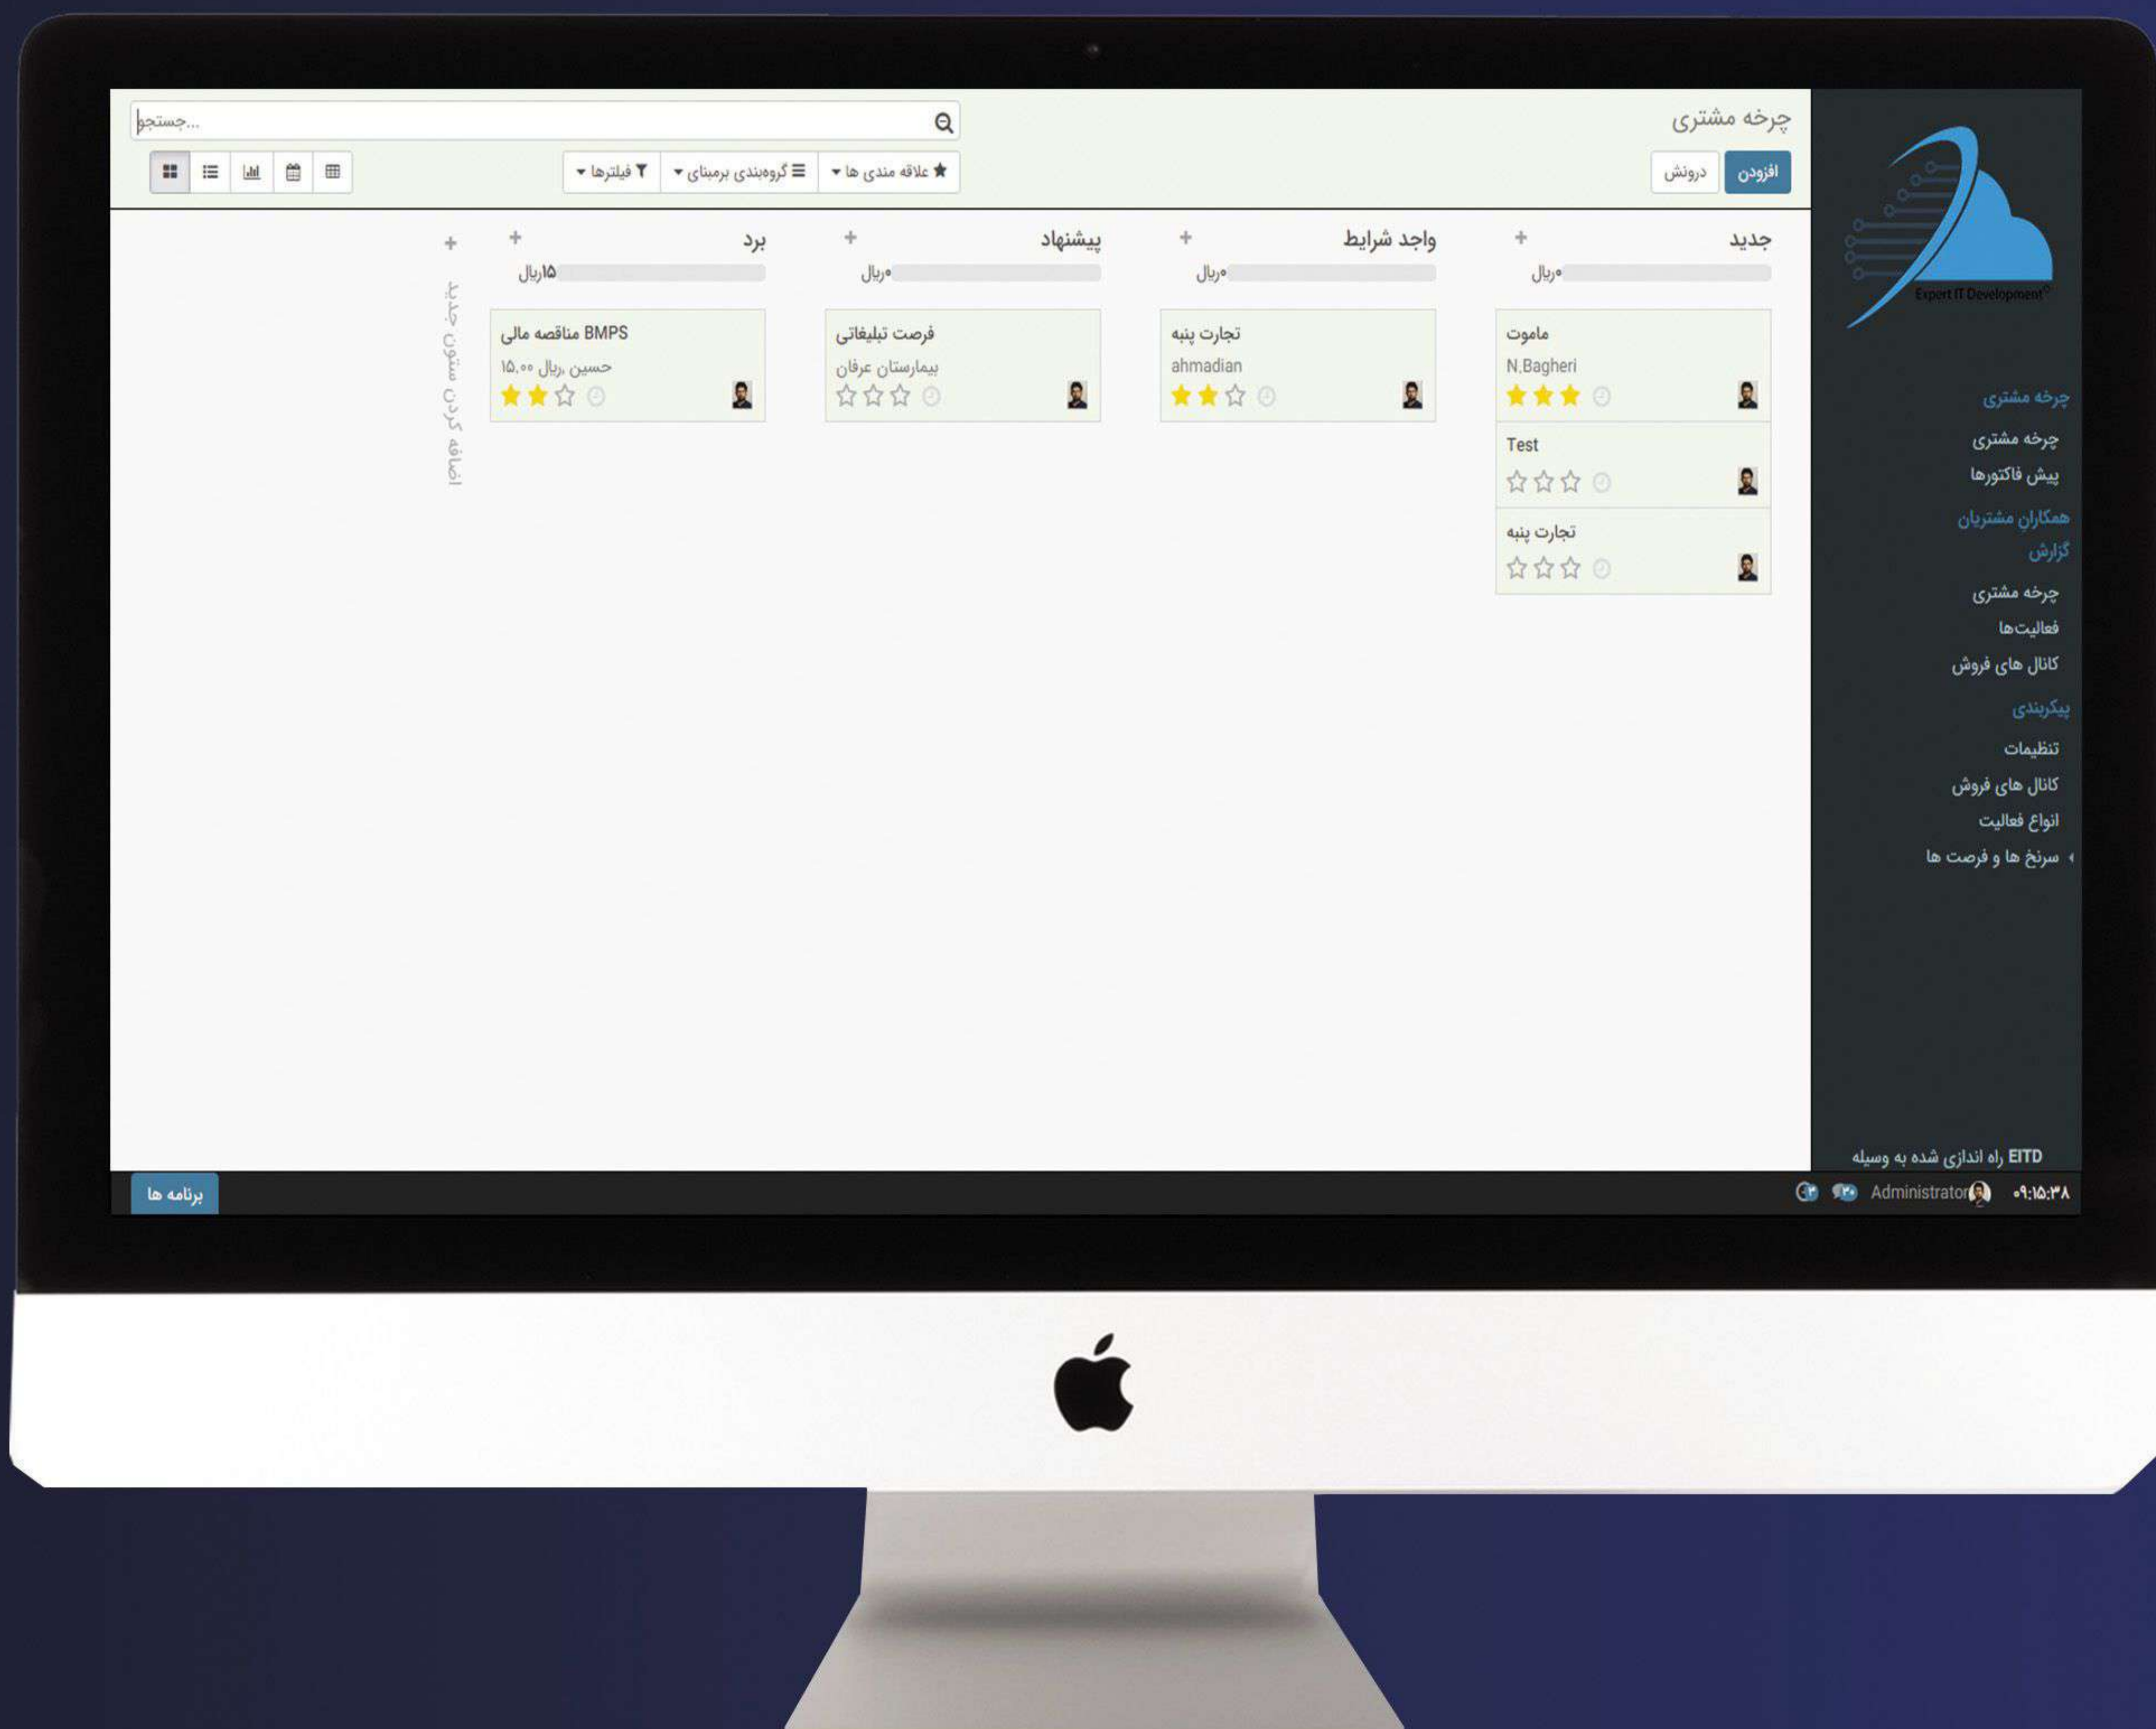 چرخه مشتری
...جستجو
افزودن
درونش
علاقه مندی ها
گروه‌بندی برمبنای
فیلترها
جدید
۰ریال
ماموت
N.Bagheri
Test
تجارت پنبه
واجد شرایط
۰ریال
تجارت پنبه
ahmadian
پیشنهاد
۰ریال
فرصت تبلیغاتی
بیمارستان عرفان
برد
۱۵ریال
BMPS مناقصه مالی
حسین ,ریال ۱۵.۰۰
اضافه کردن ستون جدید
Expert IT Development
چرخه مشتری
چرخه مشتری
پیش فاکتورها
همکاران مشتریان
گزارش
چرخه مشتری
فعالیت‌ها
کانال های فروش
پیکربندی
تنظیمات
کانال های فروش
انواع فعالیت
سرنخ ها و فرصت ها
EITD راه اندازی شده به وسیله
۰۹:۱۵:۳۸
Administrator
۳۰
۳
برنامه ها